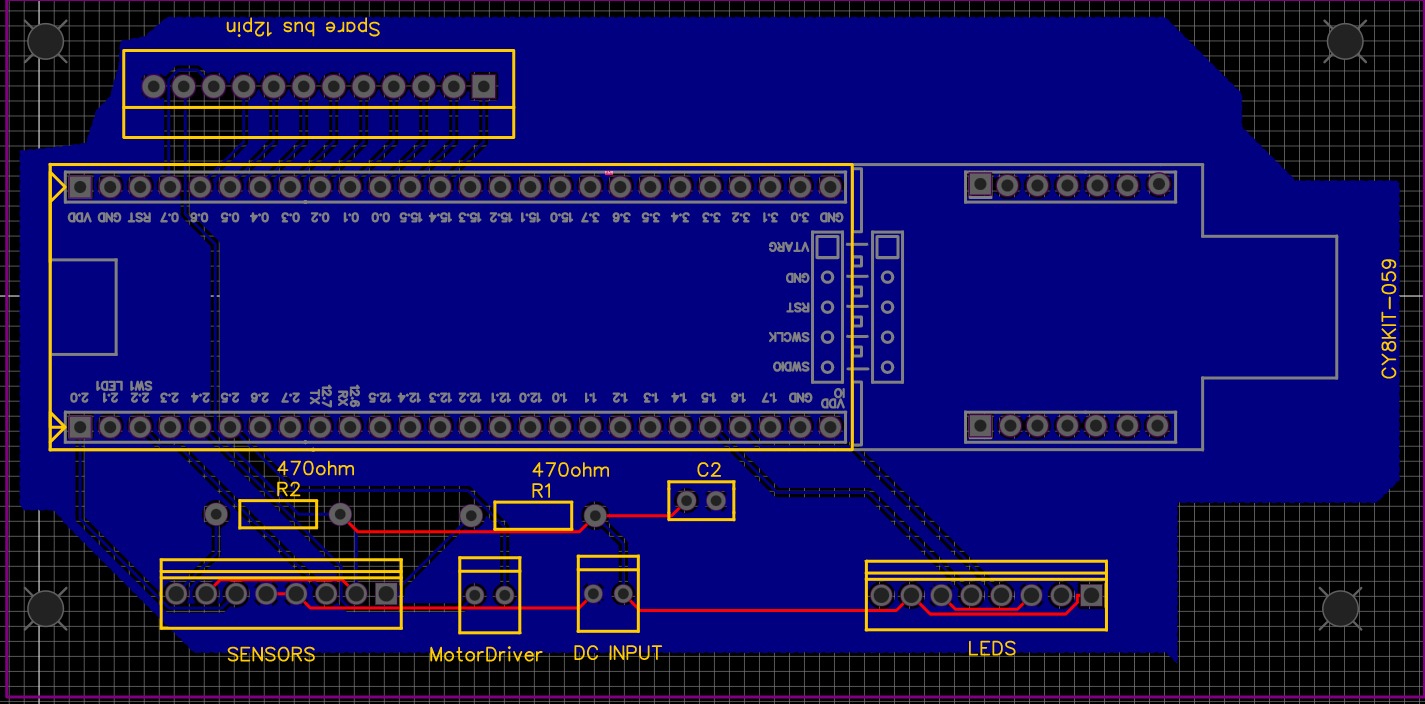 Spare bus 12pin
VDD GND RST 0.7 0.6 0.5 0.4 0.3 0.2 0.1 0.0 15.5 15.4 15.3 15.2 15.1 15.0 3.7 3.6 3.5 3.4 3.3 3.2 3.1 3.0 GND
VTARG
GND
RST
SWCLK
SWDIO
CY8KIT-059
LED1 SW1
2.0 2.1 2.2 2.3 2.4 2.5 2.6 2.7 12.7 12.6 12.5 12.4 12.3 12.2 12.1 12.0 1.0 1.1 1.2 1.3 1.4 1.5 1.6 1.7 GND VDD
TX RX IO
470ohm
R2
470ohm
R1
C2
SENSORS
MotorDriver
DC INPUT
LEDS